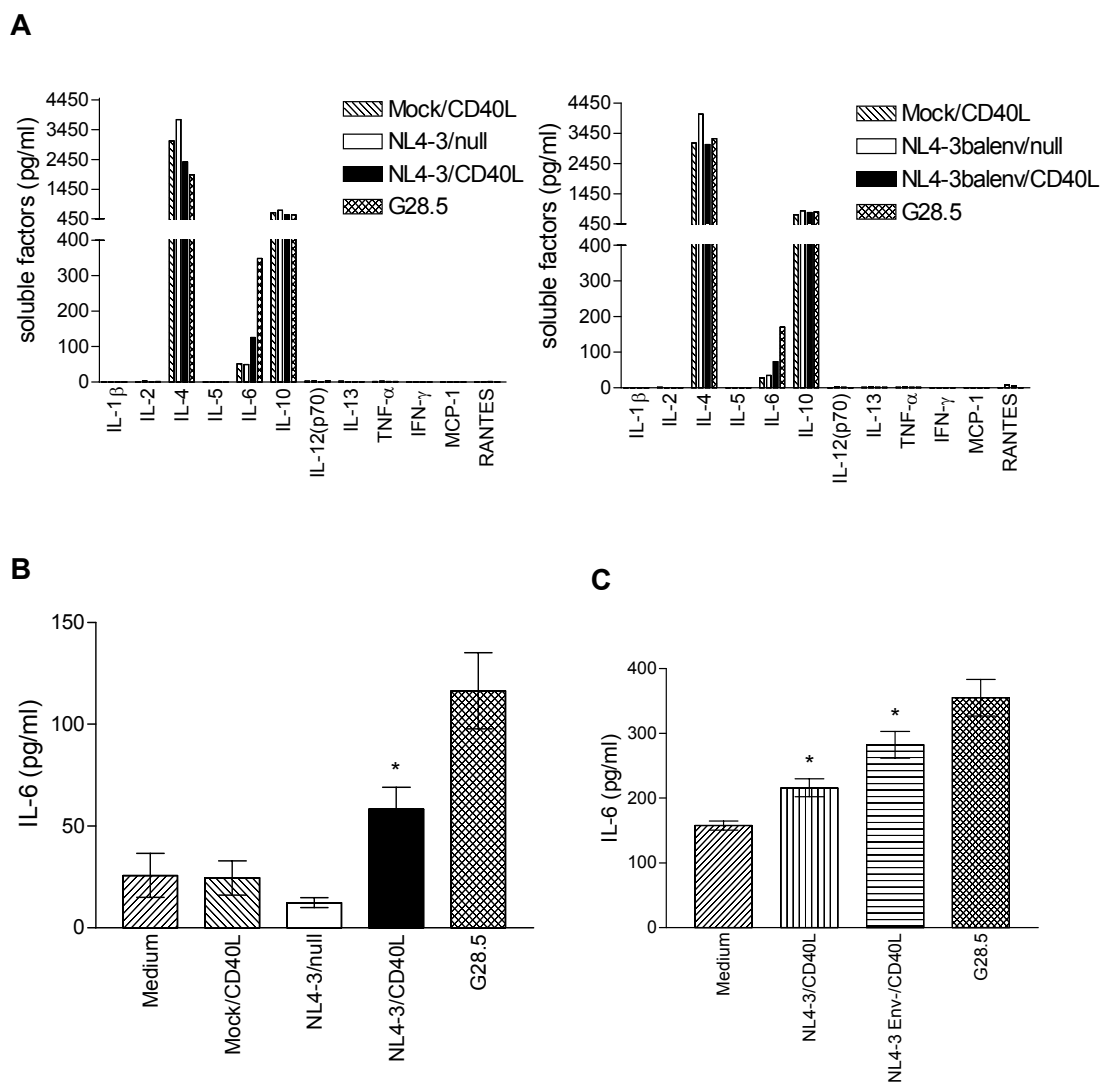 A
soluble factors (pg/ml)
4450
3450
2450
1450
450
400
300
200
100
0
Mock/CD40L
NL4-3/null
NL4-3/CD40L
G28.5
IL-1β
IL-2
IL-4
IL-5
IL-6
IL-10
IL-12(p70)
IL-13
TNF-α
IFN-γ
MCP-1
RANTES
soluble factors (pg/ml)
4450
3450
2450
1450
450
400
300
200
100
0
Mock/CD40L
NL4-3balenv/null
NL4-3balenv/CD40L
G28.5
IL-1β
IL-2
IL-4
IL-5
IL-6
IL-10
IL-12(p70)
IL-13
TNF-α
IFN-γ
MCP-1
RANTES
B
IL-6 (pg/ml)
150
100
50
0
*
Medium
Mock/CD40L
NL4-3/null
NL4-3/CD40L
G28.5
C
IL-6 (pg/ml)
400
300
200
100
0
*
*
Medium
NL4-3/CD40L
NL4-3 Env-/CD40L
G28.5